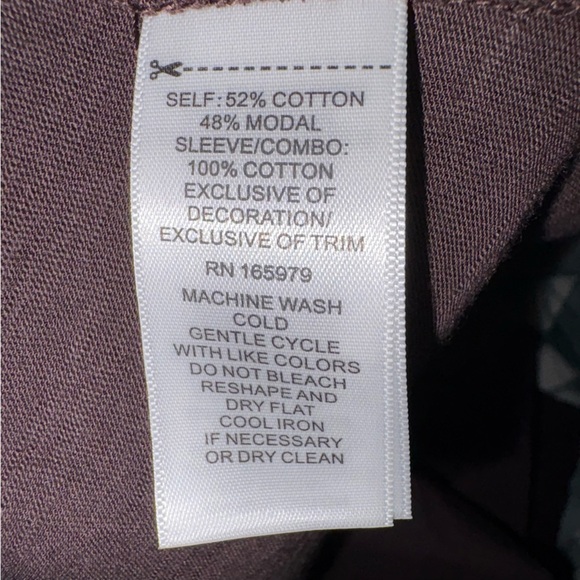 SELF: 52% COTTON
48% MODAL
SLEEVE/COMBO:
100% COTTON
EXCLUSIVE OF
DECORATION/
EXCLUSIVE OF TRIM
RN 165979
MACHINE WASH
COLD
GENTLE CYCLE
WITH LIKE COLORS
DO NOT BLEACH
RESHAPE AND
DRY FLAT
COOL IRON
IF NECESSARY
OR DRY CLEAN